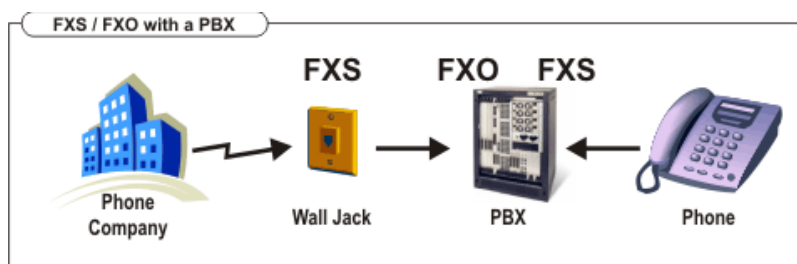 FXS / FXO with a PBX
FXS FXO FXS
Phone
Company
Wall Jack
PBX
Phone